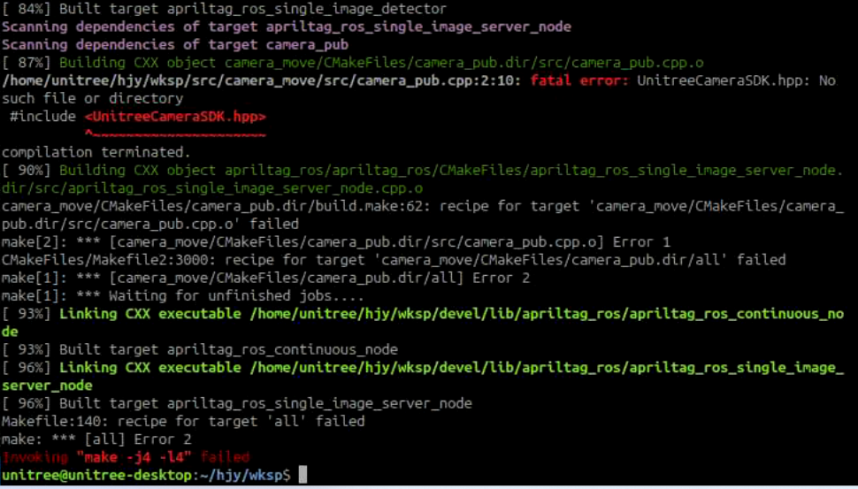 [ 84%] Built target apriltag_ros_single_image_detector
Scanning dependencies of target apriltag_ros_single_image_server_node
Scanning dependencies of target camera_pub
[ 87%] Building CXX object camera_move/CMakeFiles/camera_pub.dir/src/camera_pub.cpp.o
/home/unitree/hjy/wksp/src/camera_move/src/camera_pub.cpp:2:10: fatal error: UnitreeCameraSDK.hpp: No
such file or directory
 #include <UnitreeCameraSDK.hpp>
          ^~~~~~~~~~~~~~~~~~~~~~
compilation terminated.
[ 90%] Building CXX object apriltag_ros/apriltag_ros/CMakeFiles/apriltag_ros_single_image_server_node.
dir/src/apriltag_ros_single_image_server_node.cpp.o
camera_move/CMakeFiles/camera_pub.dir/build.make:62: recipe for target 'camera_move/CMakeFiles/camera_
pub.dir/src/camera_pub.cpp.o' failed
make[2]: *** [camera_move/CMakeFiles/camera_pub.dir/src/camera_pub.cpp.o] Error 1
CMakeFiles/Makefile2:3000: recipe for target 'camera_move/CMakeFiles/camera_pub.dir/all' failed
make[1]: *** [camera_move/CMakeFiles/camera_pub.dir/all] Error 2
make[1]: *** Waiting for unfinished jobs....
[ 93%] Linking CXX executable /home/unitree/hjy/wksp/devel/lib/apriltag_ros/apriltag_ros_continuous_no
de
[ 93%] Built target apriltag_ros_continuous_node
[ 96%] Linking CXX executable /home/unitree/hjy/wksp/devel/lib/apriltag_ros/apriltag_ros_single_image_
server_node
[ 96%] Built target apriltag_ros_single_image_server_node
Makefile:140: recipe for target 'all' failed
make: *** [all] Error 2
Invoking "make -j4 -l4" failed
unitree@unitree-desktop:~/hjy/wksp$